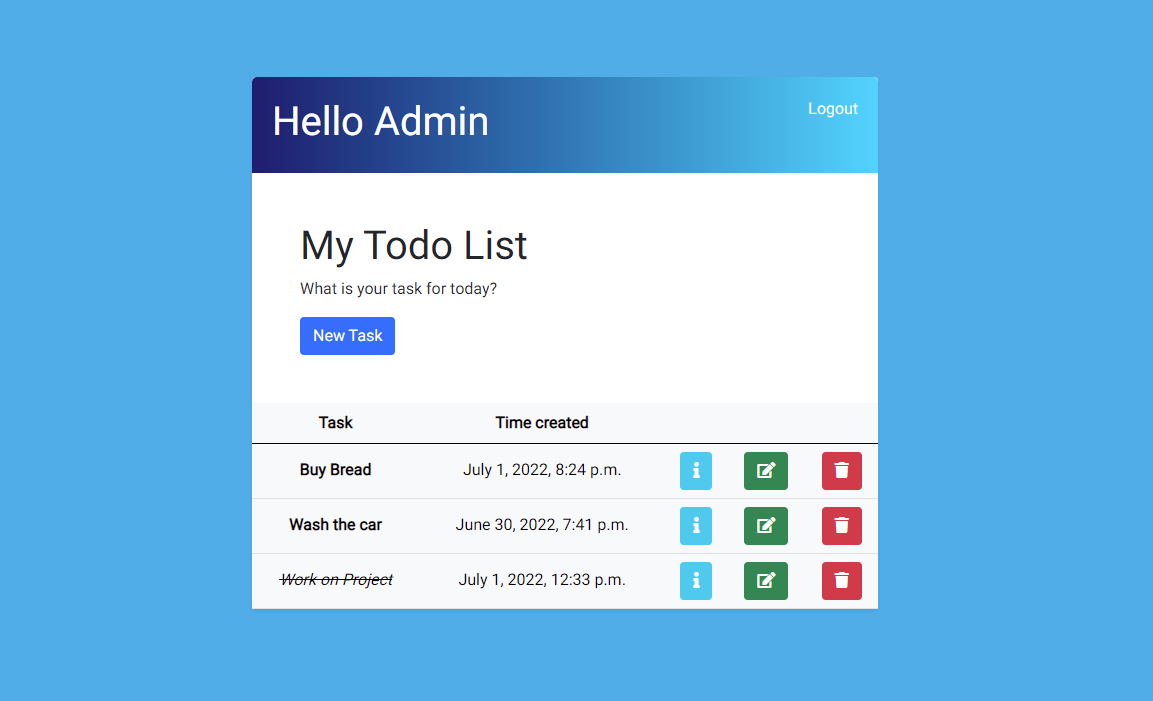 Hello Admin
Logout
My Todo List
What is your task for today?
New Task
Task Time created
Buy Bread July 1, 2022, 8:24 p.m.
Wash the car June 30, 2022, 7:41 p.m.
Work on Project July 1, 2022, 12:33 p.m.